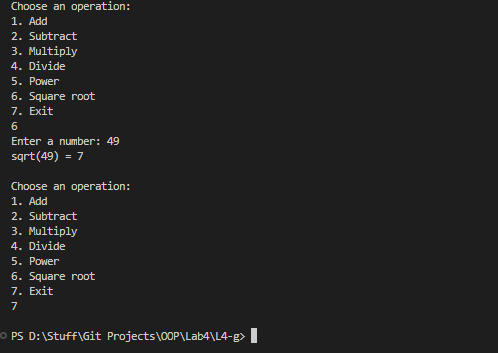 Choose an operation:
1. Add
2. Subtract
3. Multiply
4. Divide
5. Power
6. Square root
7. Exit
6
Enter a number: 49
sqrt(49) = 7
Choose an operation:
1. Add
2. Subtract
3. Multiply
4. Divide
5. Power
6. Square root
7. Exit
7
PS D:\Stuff\Git Projects\OOP\Lab4\L4-g>